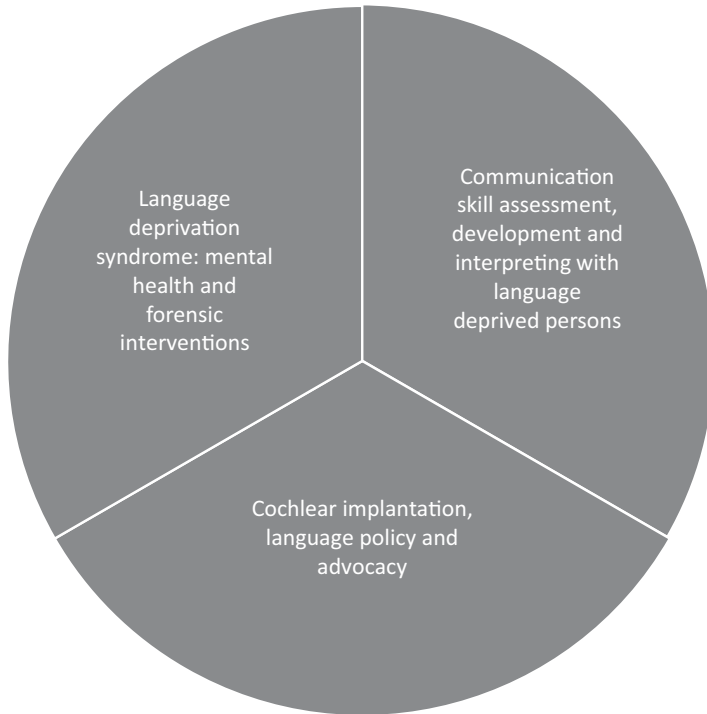 Language
deprivation
syndrome: mental
health and
forensic
interventions
Communication
skill assessment,
development and
interpreting with
language
deprived persons
Cochlear implantation,
language policy and
advocacy